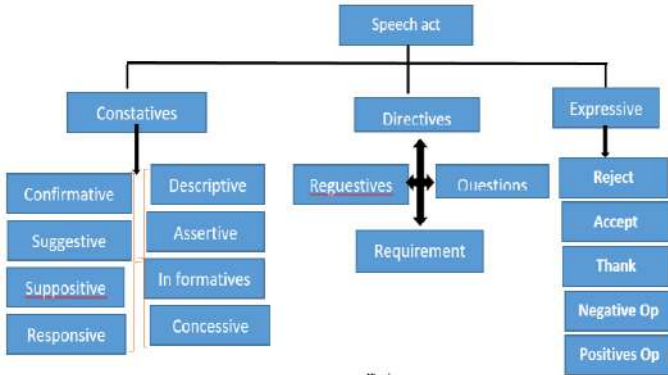 Speech act
Constatives
Directives
Expressive
Confirmative
Descriptive
Suggestive
Assertive
Suppositive
In formatives
Responsive
Concessive
Reguestives
Ouestions
Requirement
Reject
Accept
Thank
Negative Op
Positives Op